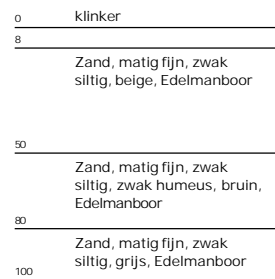 0 klinker
8
Zand, matig fijn, zwak
siltig, beige, Edelmanboor
50
Zand, matig fijn, zwak
siltig, zwak humeus, bruin,
Edelmanboor
80
Zand, matig fijn, zwak
siltig, grijs, Edelmanboor
100